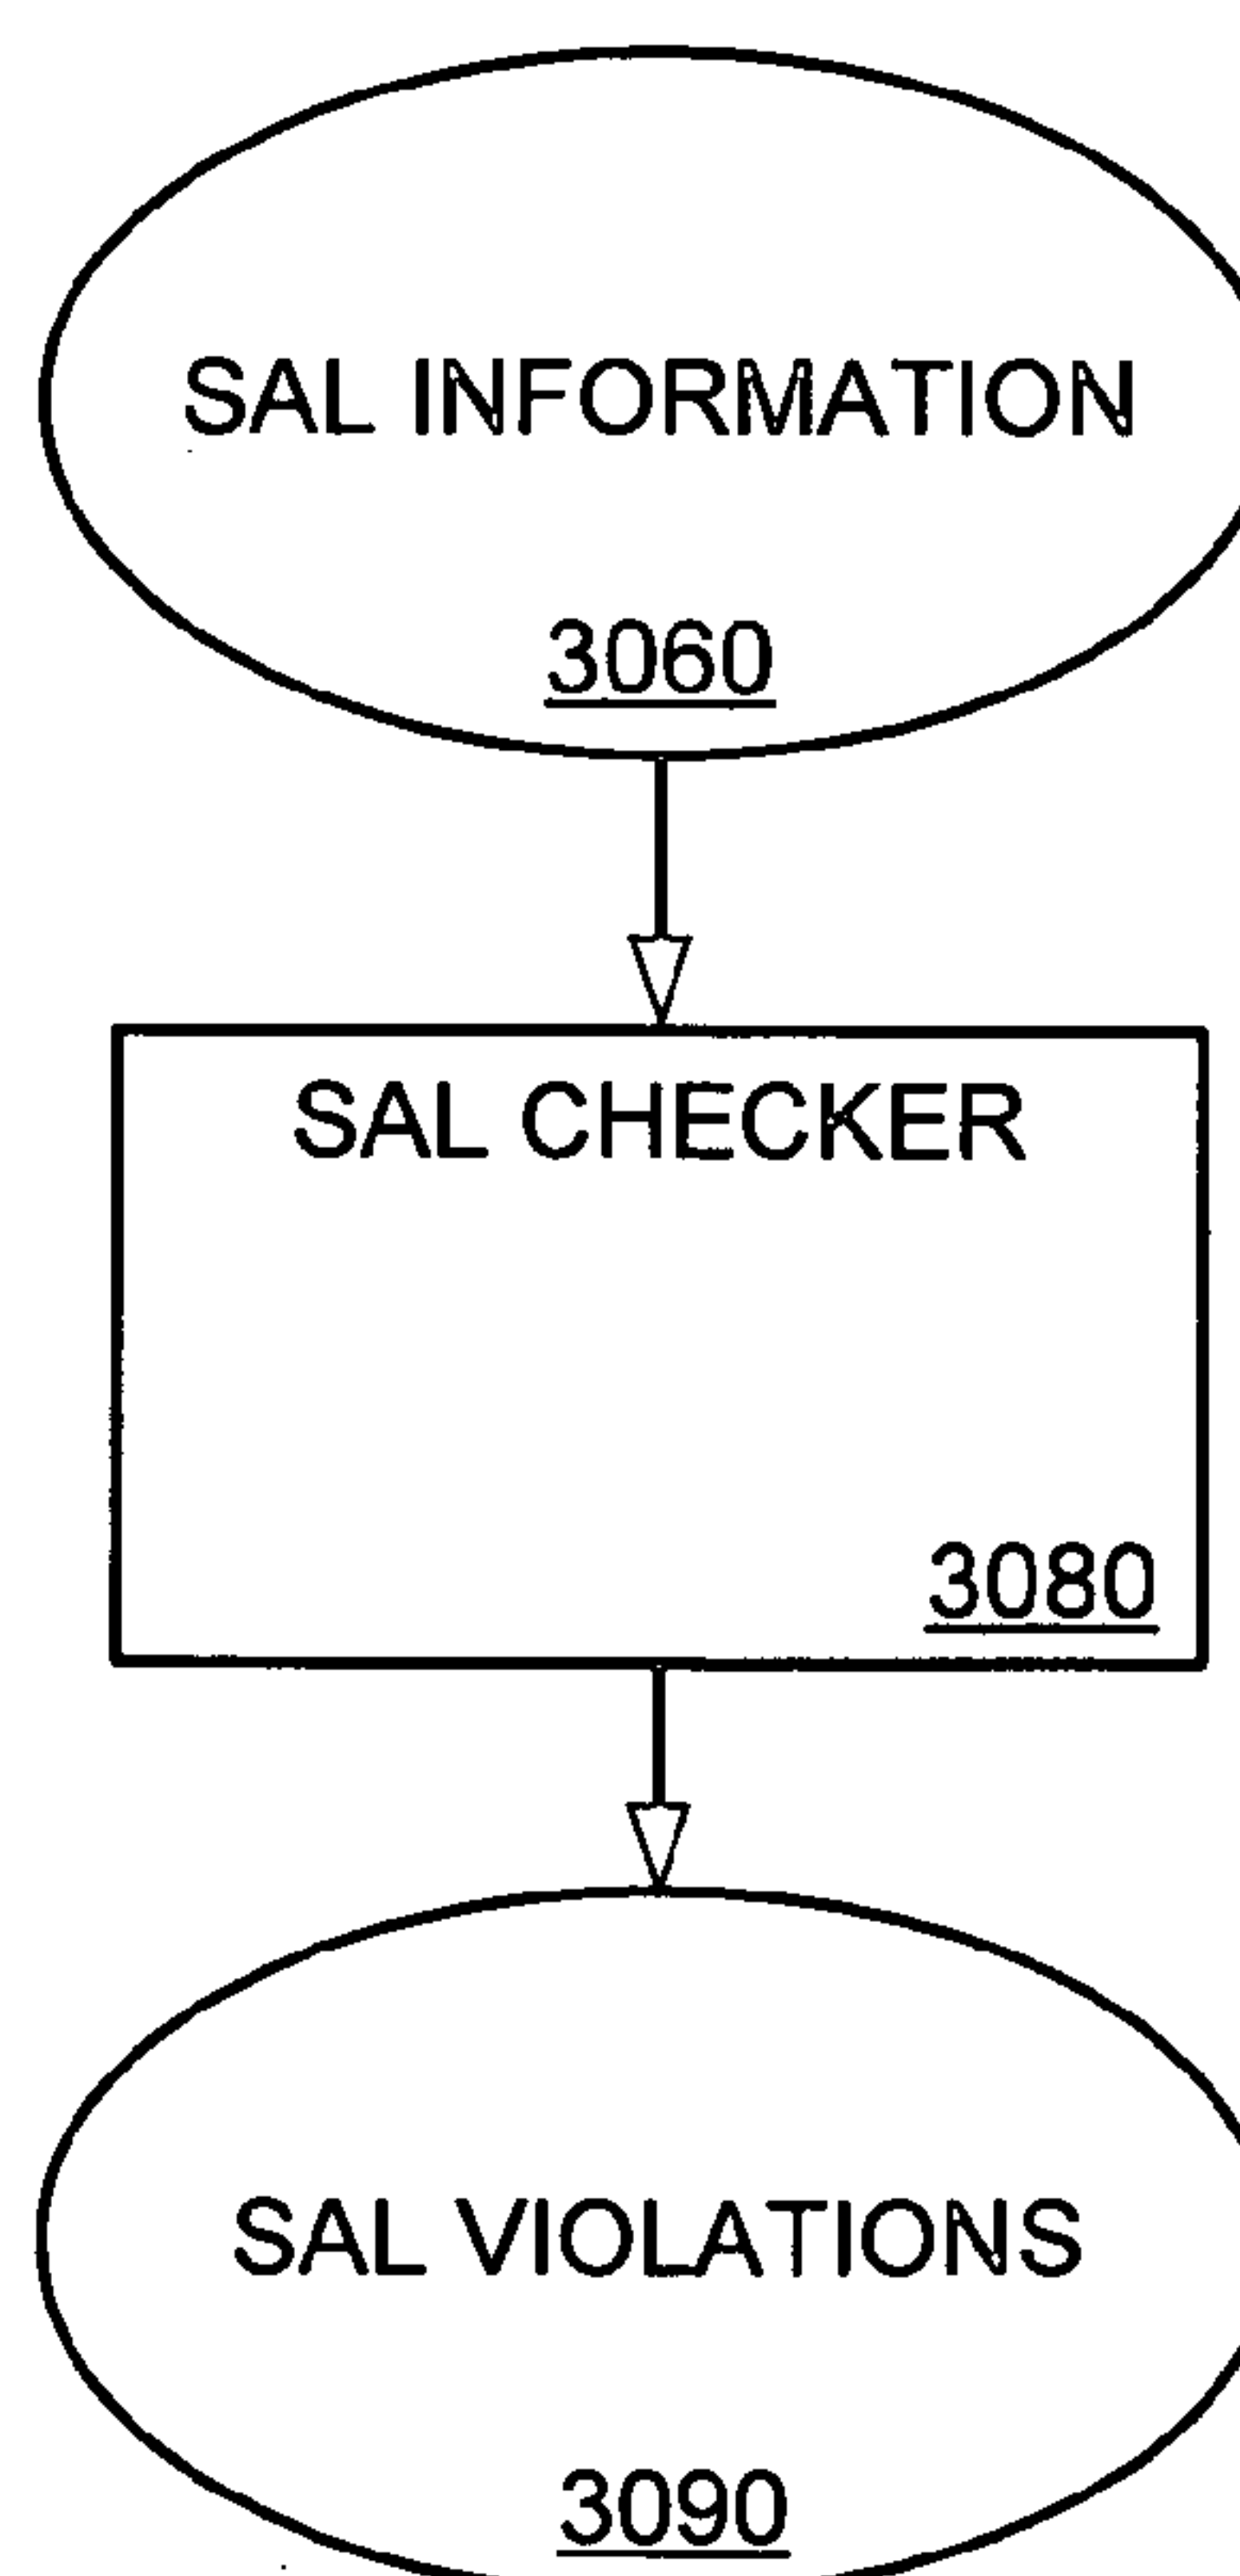 SAL INFORMATION
3060
SAL CHECKER
3080
SAL VIOLATIONS
3090